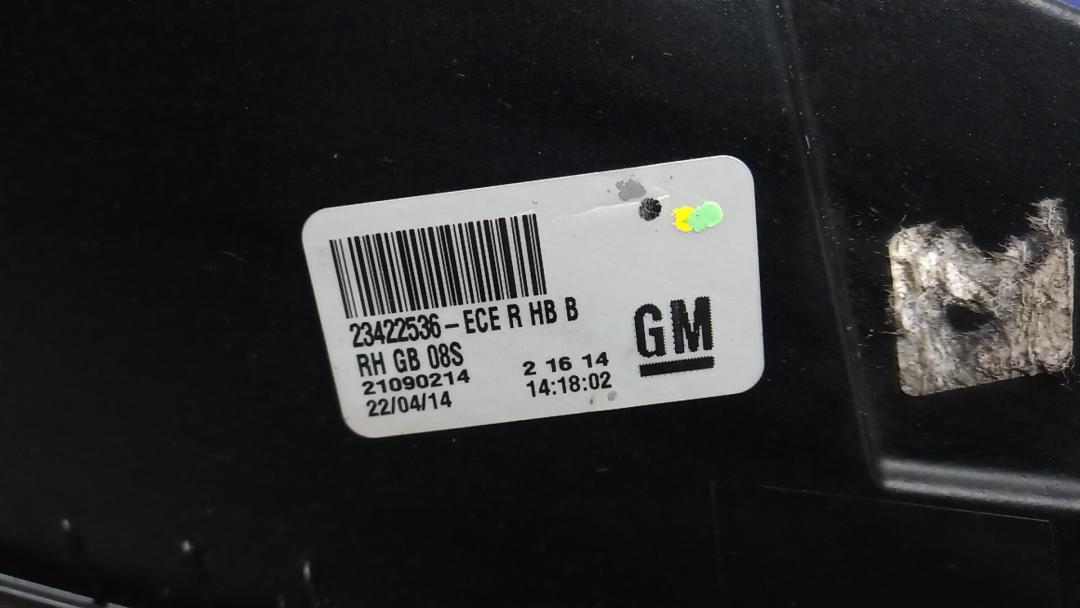 23422536-ECE R HB B
RH GB 08S
21090214 2 16 14
22/04/14 14:18:02
GM